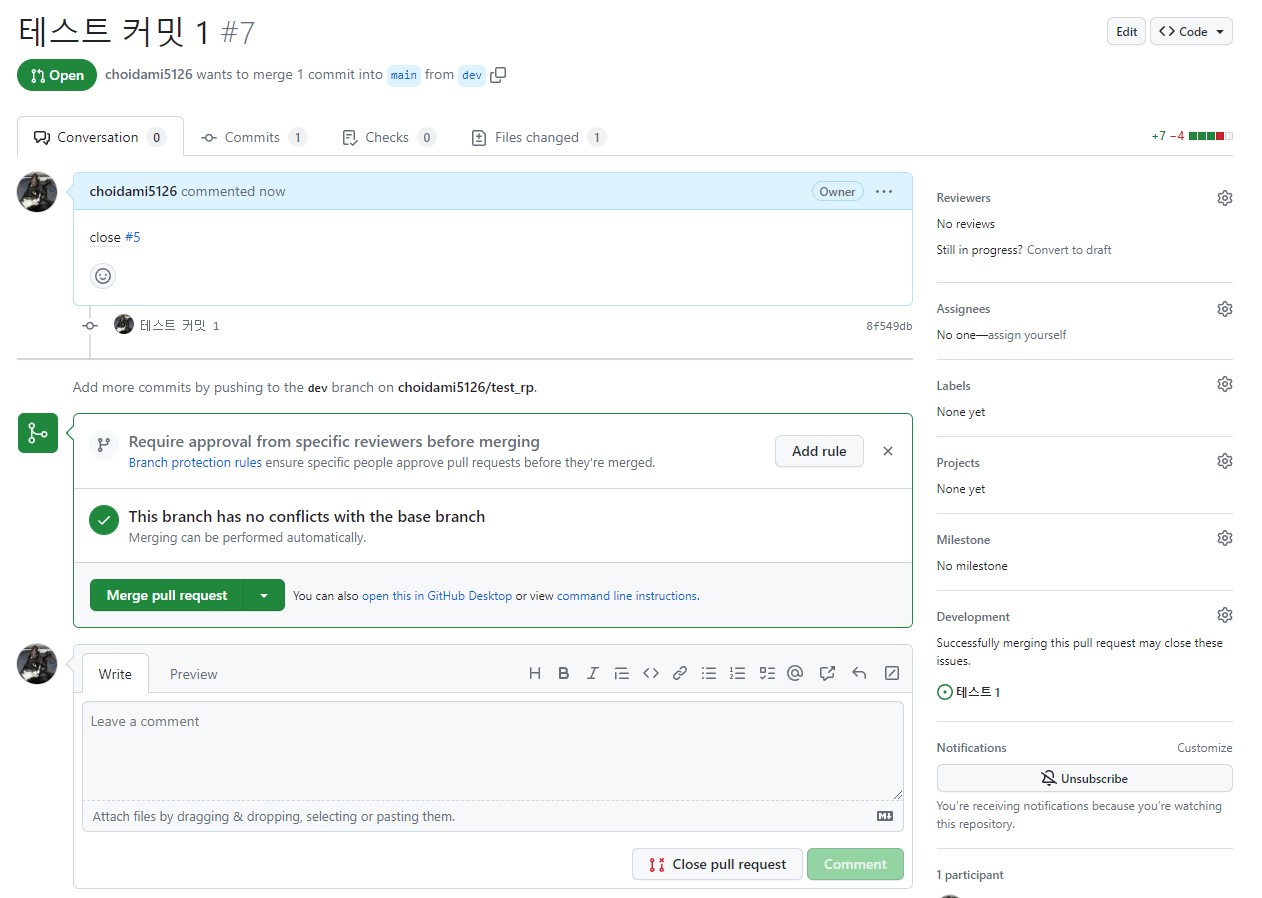 테스트 커밋 1 #7
Edit
Code
Open
choidami5126 wants to merge 1 commit into main from dev
Conversation 0
Commits 1
Checks 0
Files changed 1
+7 −4
choidami5126 commented now
Owner
close #5
테스트 커밋 1
8f549db
Add more commits by pushing to the dev branch on choidami5126/test_rp.
Require approval from specific reviewers before merging
Branch protection rules ensure specific people approve pull requests before they're merged.
Add rule
This branch has no conflicts with the base branch
Merging can be performed automatically.
Merge pull request
You can also open this in GitHub Desktop or view command line instructions.
Write
Preview
Leave a comment
Attach files by dragging & dropping, selecting or pasting them.
Close pull request
Comment
Reviewers
No reviews
Still in progress? Convert to draft
Assignees
No one—assign yourself
Labels
None yet
Projects
None yet
Milestone
No milestone
Development
Successfully merging this pull request may close these
issues.
테스트 1
Notifications
Customize
Unsubscribe
You're receiving notifications because you're watching
this repository.
1 participant